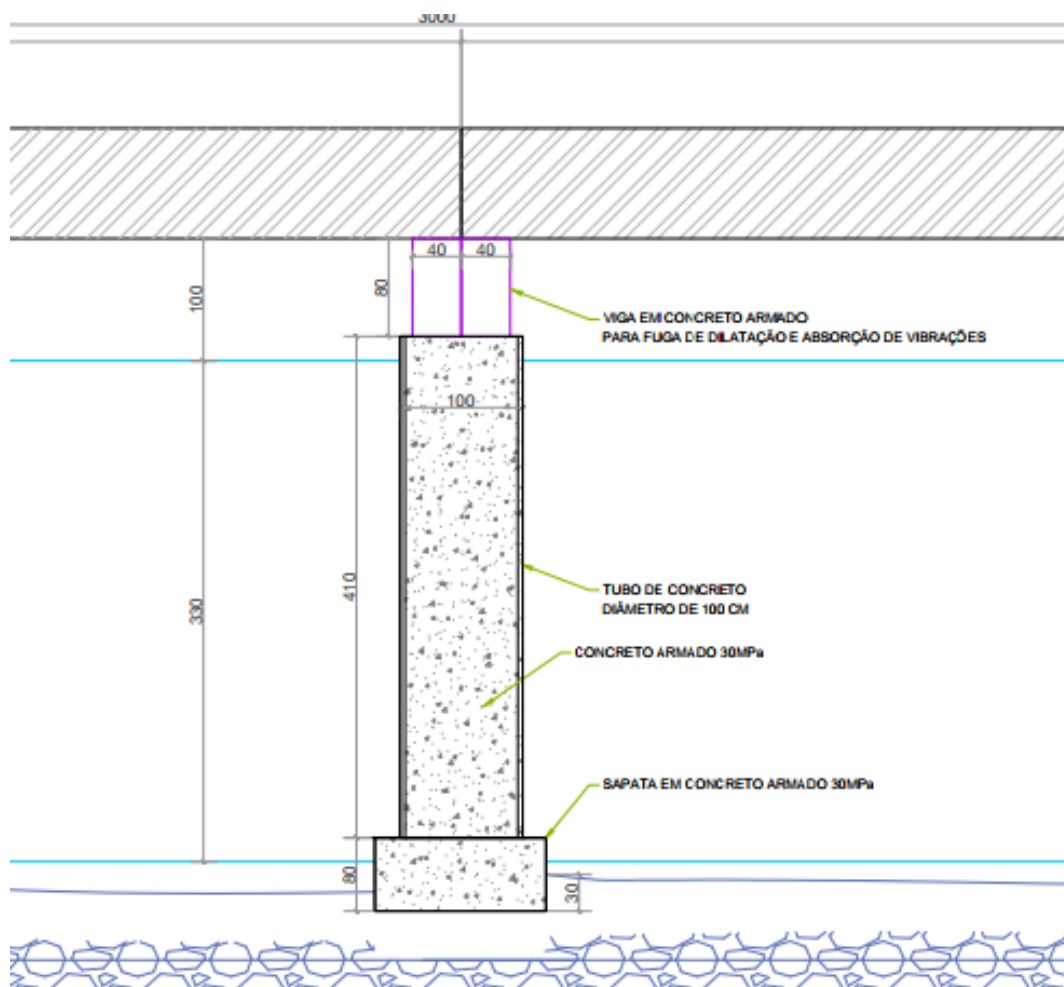 3000
40
40
80
100
VIGA EM CONCRETO ARMADO
PARA FUGA DE DILATAÇÃO E ABSORÇÃO DE VIBRAÇÕES
100
410
330
TUBO DE CONCRETO
DIÂMETRO DE 100 CM
CONCRETO ARMADO 30MPa
SAPATA EM CONCRETO ARMADO 30MPa
80
30